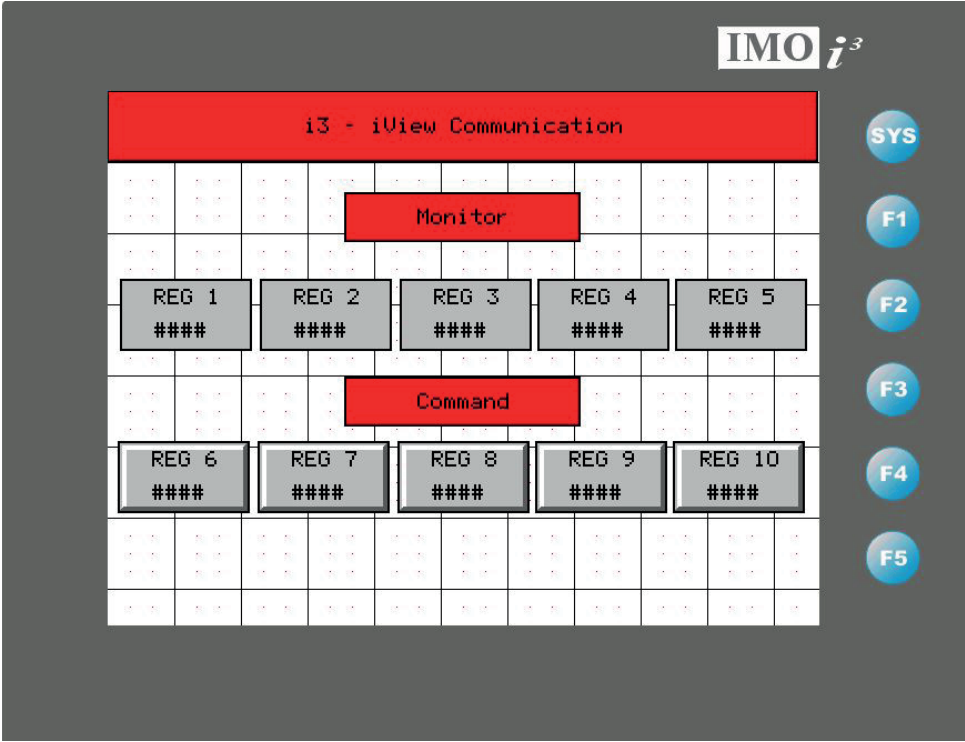 IMO i³
i3 - iView Communication
SYS
Monitor
F1
REG 1 REG 2 REG 3 REG 4 REG 5
#### #### #### #### ####
F2
Command
F3
REG 6 REG 7 REG 8 REG 9 REG 10
#### #### #### #### ####
F4
F5